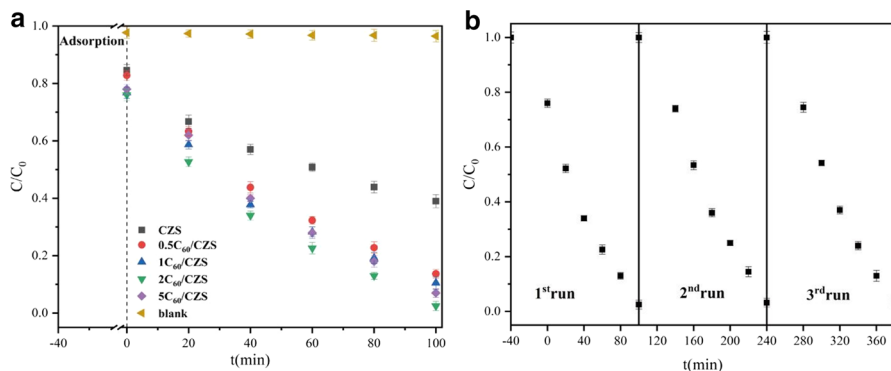 a
Adsorption
C/C₀
1.0
0.8
0.6
0.4
0.2
0.0
CZS
0.5C₆₀/CZS
1C₆₀/CZS
2C₆₀/CZS
5C₆₀/CZS
blank
-40 0 20 40 60 80 100
t(min)
b
C/C₀
1.0
0.8
0.6
0.4
0.2
0.0
1ˢᵗrun 2ⁿᵈrun 3ʳᵈrun
-40 0 40 80 120 160 200 240 280 320 360
t(min)